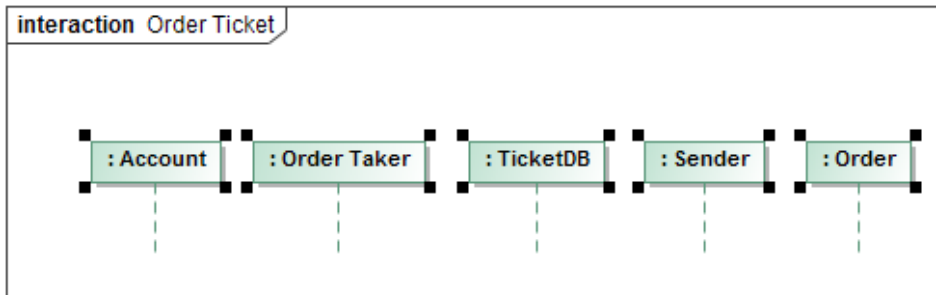 interaction Order Ticket
: Account : Order Taker : TicketDB : Sender : Order